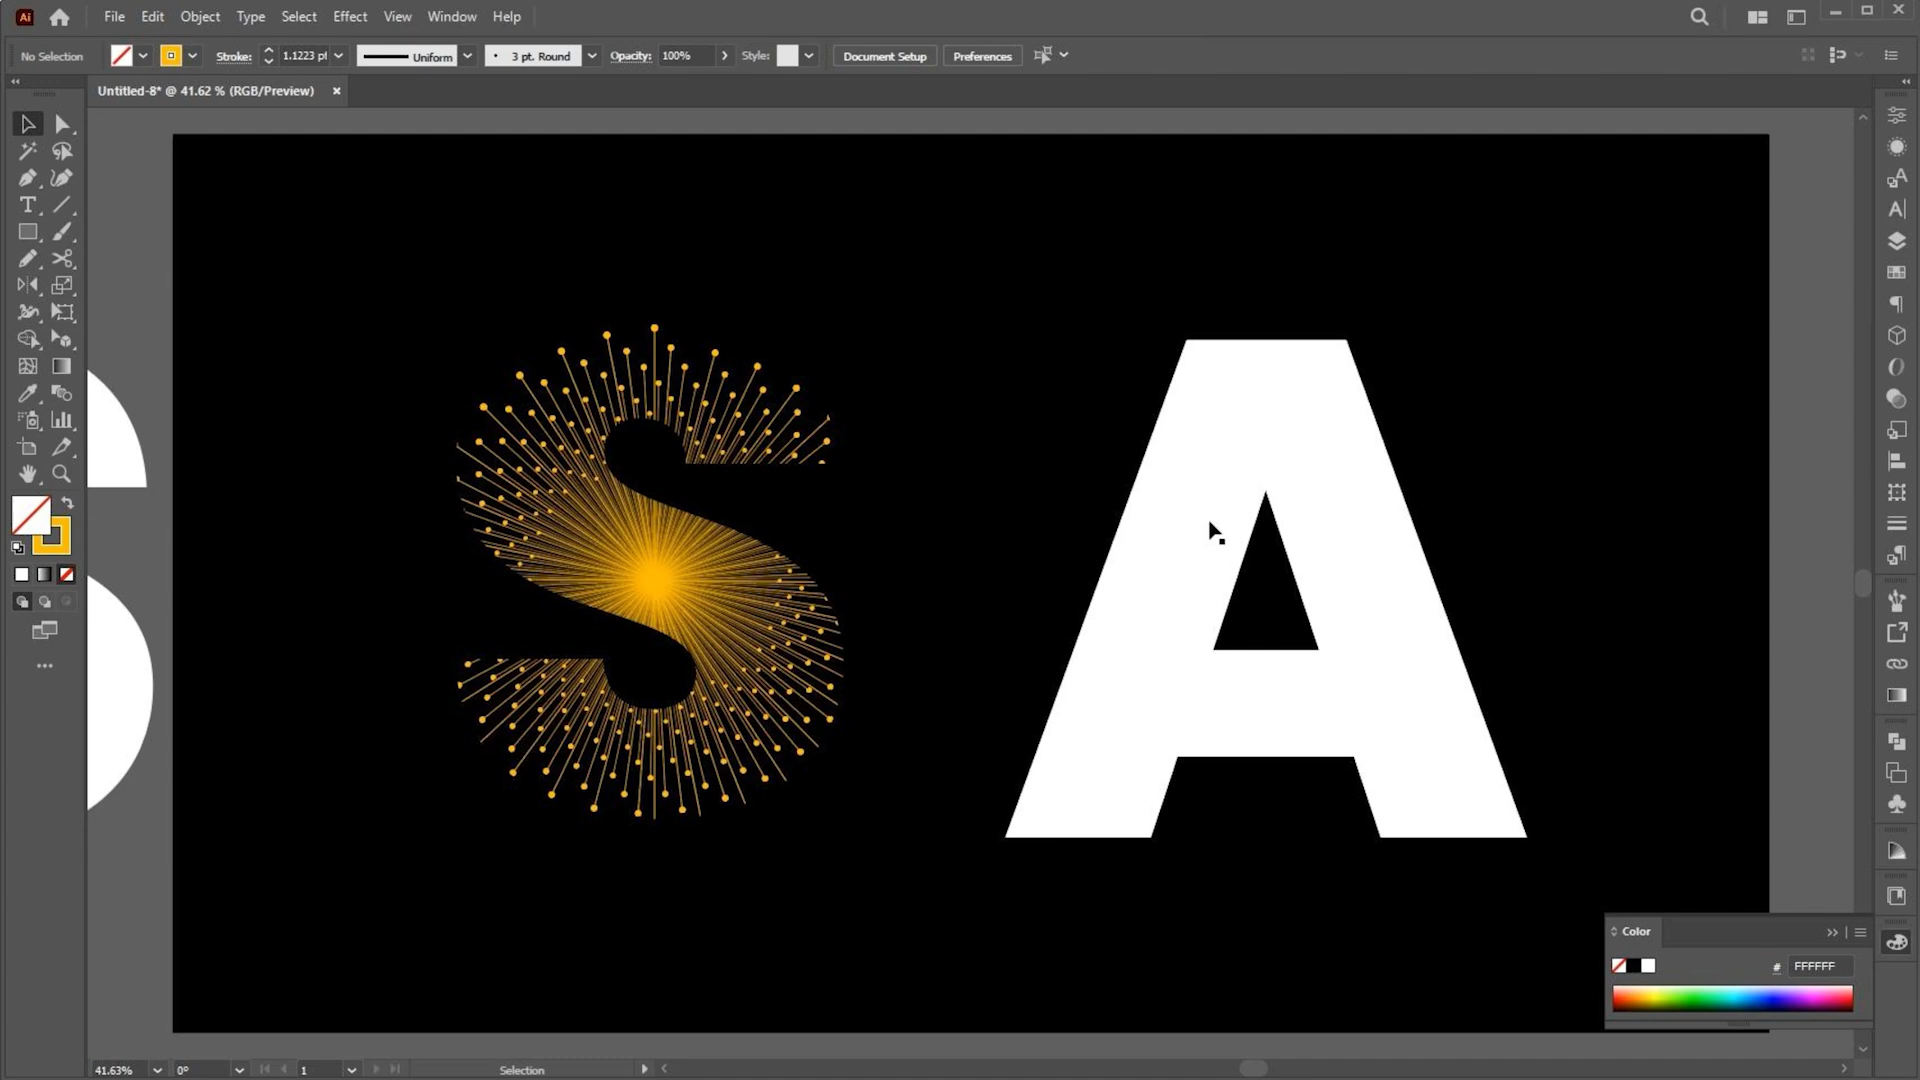 Ai File Edit Object Type Select Effect View Window Help
No Selection Stroke: 1.1223 pt Uniform 3 pt. Round Opacity: 100% Style: Document Setup Preferences
Untitled-8* @ 41.62 % (RGB/Preview)
S A
Color
# FFFFFF
41.63% 0° 1 Selection